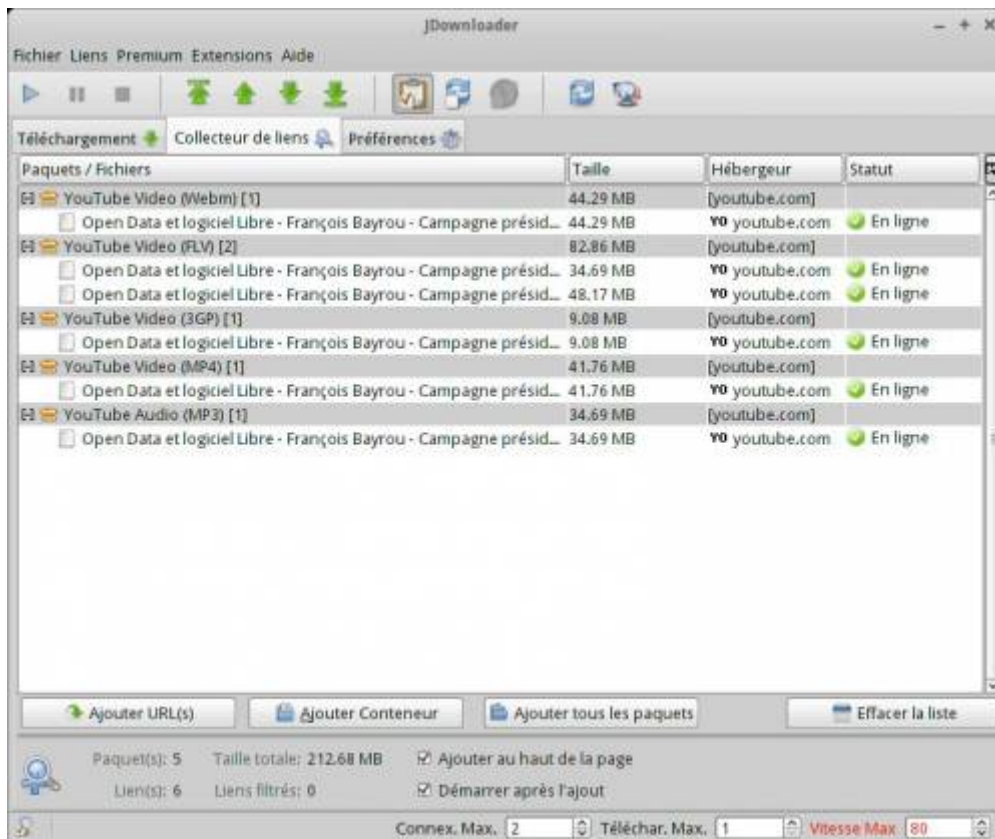 JDownloader
Fichier Liens Premium Extensions Aide
Téléchargement Collecteur de liens Préférences
Paquets / Fichiers Taille Hébergeur Statut
YouTube Video (Webm) [1] 44.29 MB [youtube.com]
Open Data et logiciel Libre - François Bayrou - Campagne présid... 44.29 MB YO youtube.com En ligne
YouTube Video (FLV) [2] 82.86 MB [youtube.com]
Open Data et logiciel Libre - François Bayrou - Campagne présid... 34.69 MB YO youtube.com En ligne
Open Data et logiciel Libre - François Bayrou - Campagne présid... 48.17 MB YO youtube.com En ligne
YouTube Video (3GP) [1] 9.08 MB [youtube.com]
Open Data et logiciel Libre - François Bayrou - Campagne présid... 9.08 MB YO youtube.com En ligne
YouTube Video (MP4) [1] 41.76 MB [youtube.com]
Open Data et logiciel Libre - François Bayrou - Campagne présid... 41.76 MB YO youtube.com En ligne
YouTube Audio (MP3) [1] 34.69 MB [youtube.com]
Open Data et logiciel Libre - François Bayrou - Campagne présid... 34.69 MB YO youtube.com En ligne
Ajouter URL(s) Ajouter Conteneur Ajouter tous les paquets Effacer la liste
Paquet(s): 5 Taille totale: 212.68 MB Ajouter au haut de la page
Lien(s): 6 Liens filtrés: 0 Démarrer après l'ajout
Connex. Max. 2 Téléchar. Max. 1 Vitesse Max 80